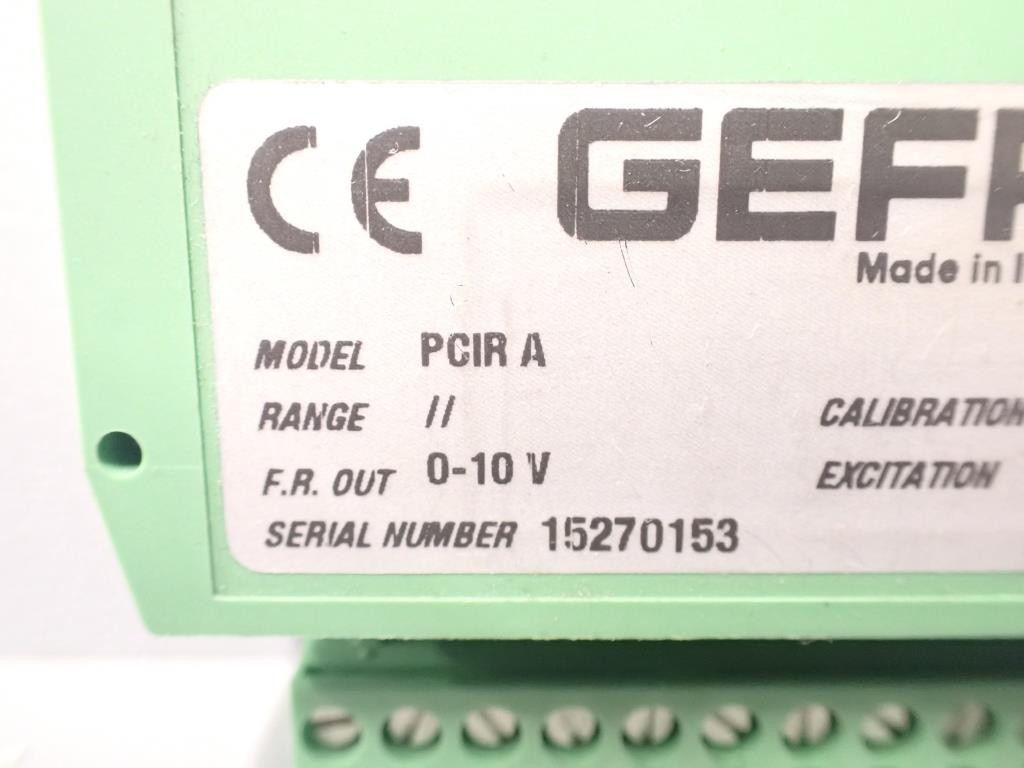 CE GEFR
Made in I
MODEL PCIR A
RANGE // CALIBRATION
F.R. OUT 0-10 V EXCITATION
SERIAL NUMBER 15270153